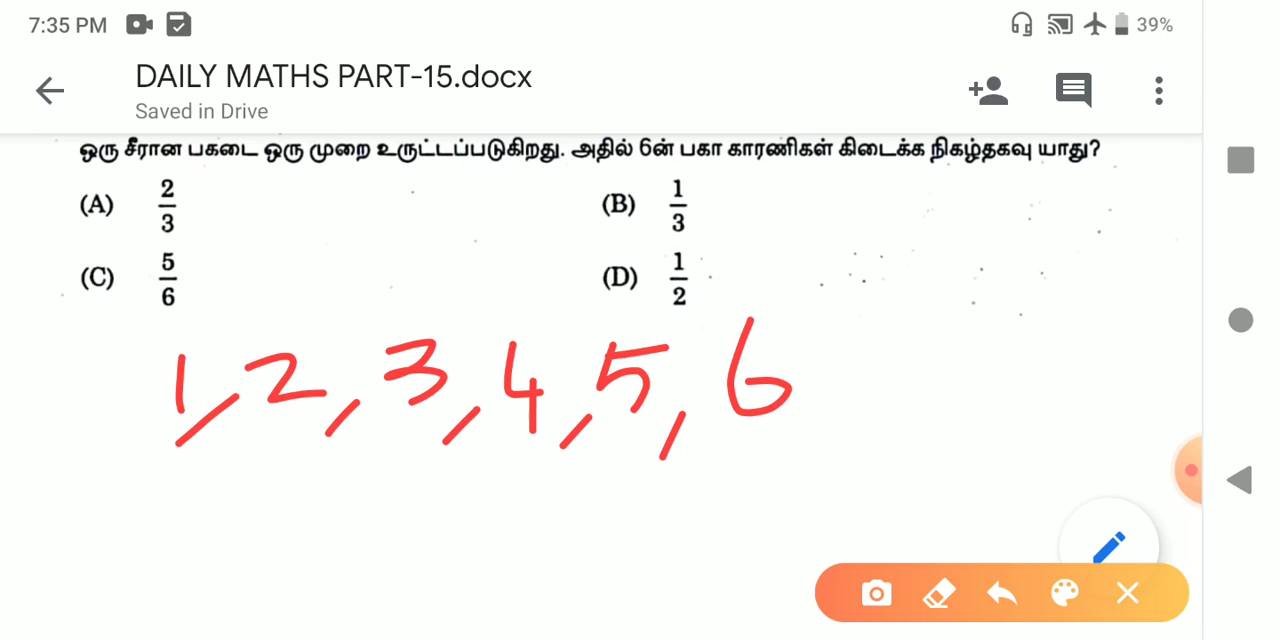 7:35 PM 39%
DAILY MATHS PART-15.docx
Saved in Drive
ஒரு சீரான பகடை ஒரு முறை உருட்டப்படுகிறது. அதில் 6ன் பகா காரணிகள் கிடைக்க நிகழ்தகவு யாது?
(A) 2/3 (B) 1/3
(C) 5/6 (D) 1/2
1, 2, 3, 4, 5, 6